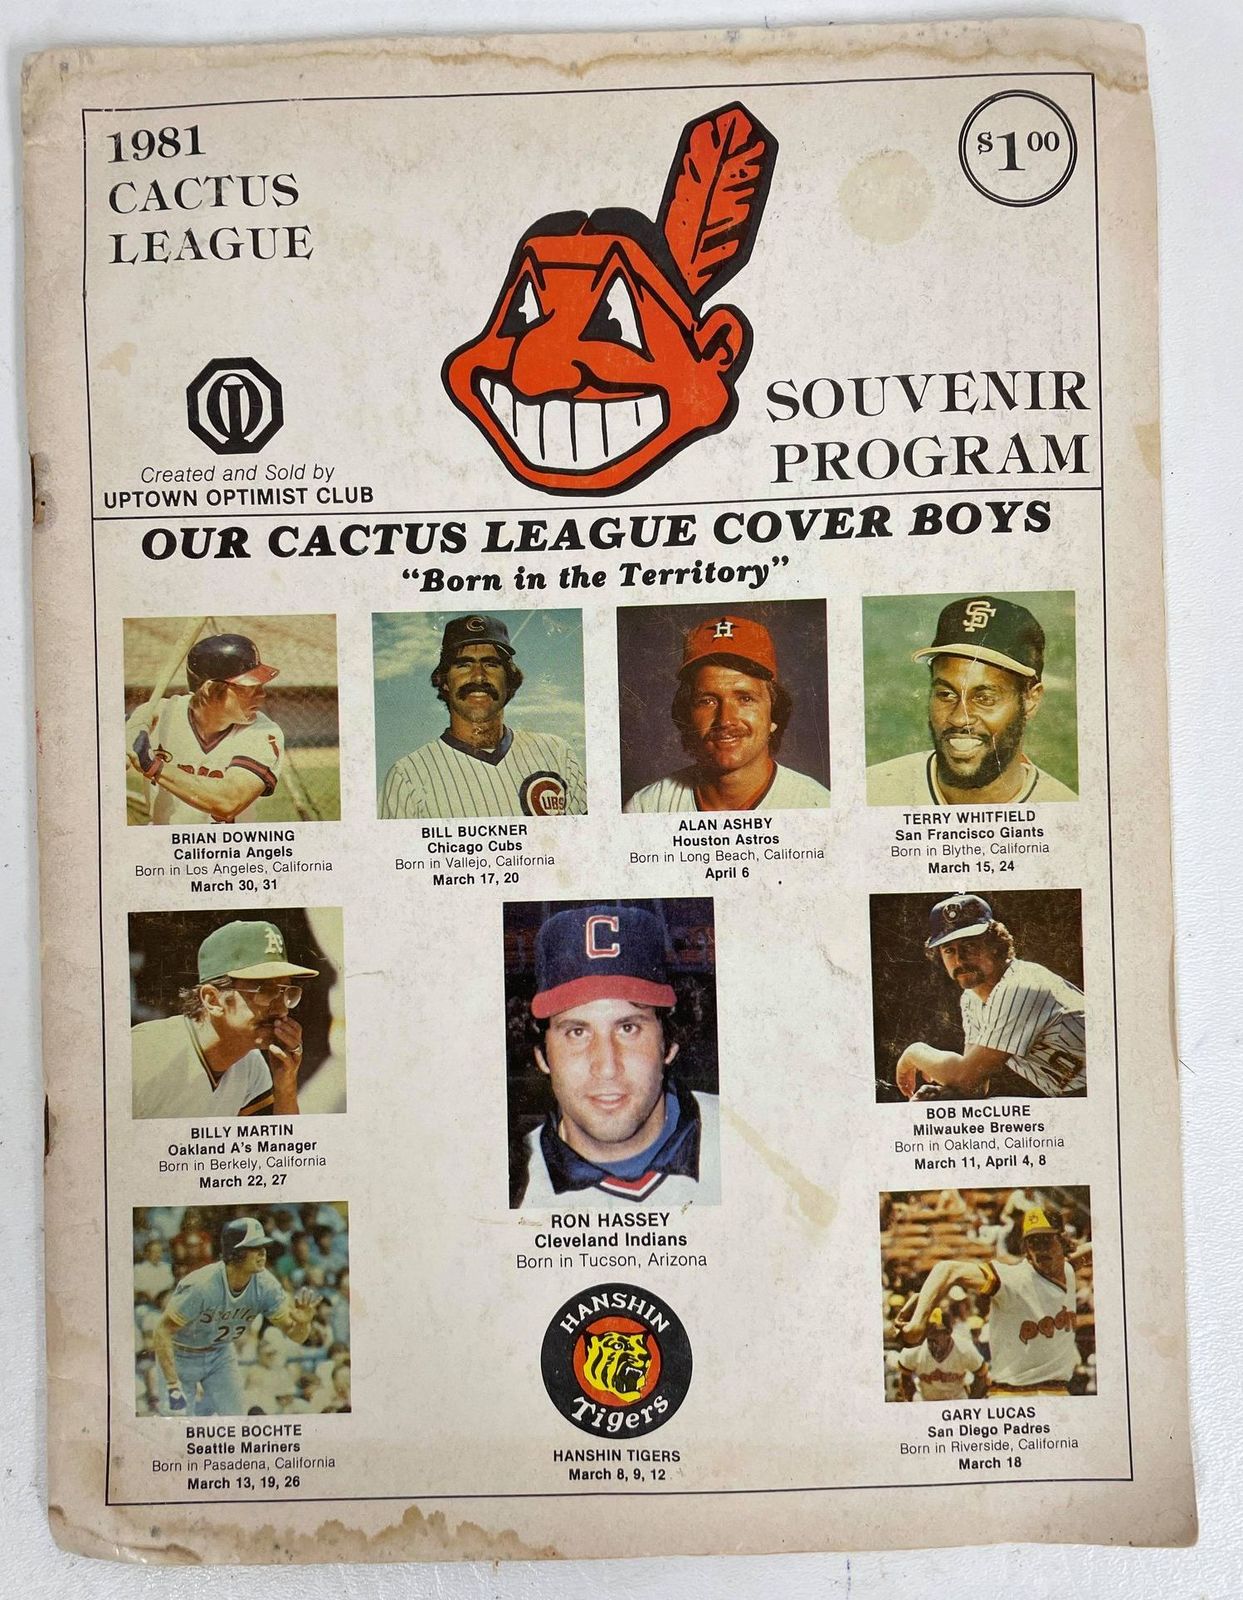 1981
CACTUS
LEAGUE
$1.00
SOUVENIR
PROGRAM
Created and Sold by
UPTOWN OPTIMIST CLUB
OUR CACTUS LEAGUE COVER BOYS
“Born in the Territory”
BRIAN DOWNING
California Angels
Born in Los Angeles, California
March 30, 31
C
CUBS
BILL BUCKNER
Chicago Cubs
Born in Vallejo, California
March 17, 20
H
ALAN ASHBY
Houston Astros
Born in Long Beach, California
April 6
SF
TERRY WHITFIELD
San Francisco Giants
Born in Blythe, California
March 15, 24
A's
BILLY MARTIN
Oakland A's Manager
Born in Berkely, California
March 22, 27
C
RON HASSEY
Cleveland Indians
Born in Tucson, Arizona
BOB McCLURE
Milwaukee Brewers
Born in Oakland, California
March 11, April 4, 8
Seattle
23
BRUCE BOCHTE
Seattle Mariners
Born in Pasadena, California
March 13, 19, 26
HANSHIN
Tigers
HANSHIN TIGERS
March 8, 9, 12
GARY LUCAS
San Diego Padres
Born in Riverside, California
March 18